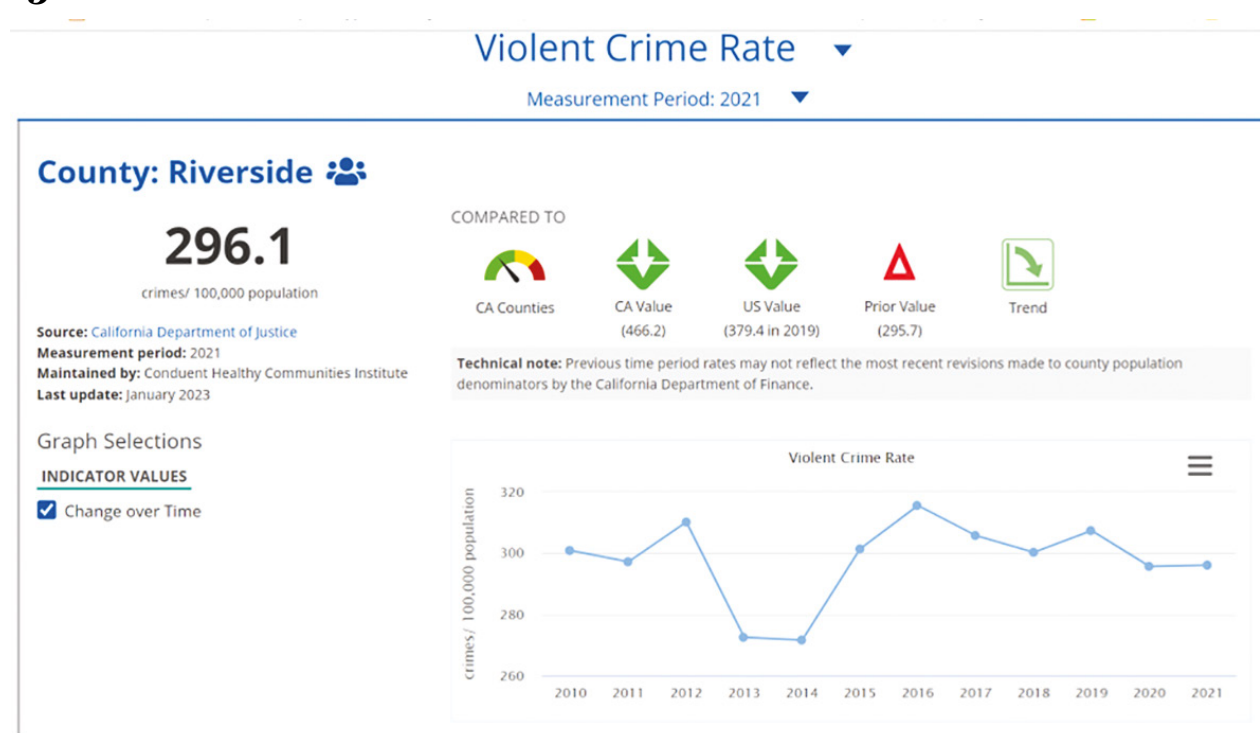 Violent Crime Rate
Measurement Period: 2021
County: Riverside
296.1
crimes/ 100,000 population
Source: California Department of Justice
Measurement period: 2021
Maintained by: Conduent Healthy Communities Institute
Last update: January 2023
Graph Selections
INDICATOR VALUES
Change over Time
COMPARED TO
CA Counties
CA Value
(466.2)
US Value
(379.4 in 2019)
Prior Value
(295.7)
Trend
Technical note: Previous time period rates may not reflect the most recent revisions made to county population
denominators by the California Department of Finance.
Violent Crime Rate
crimes/ 100,000 population
320
300
280
260
2010 2011 2012 2013 2014 2015 2016 2017 2018 2019 2020 2021